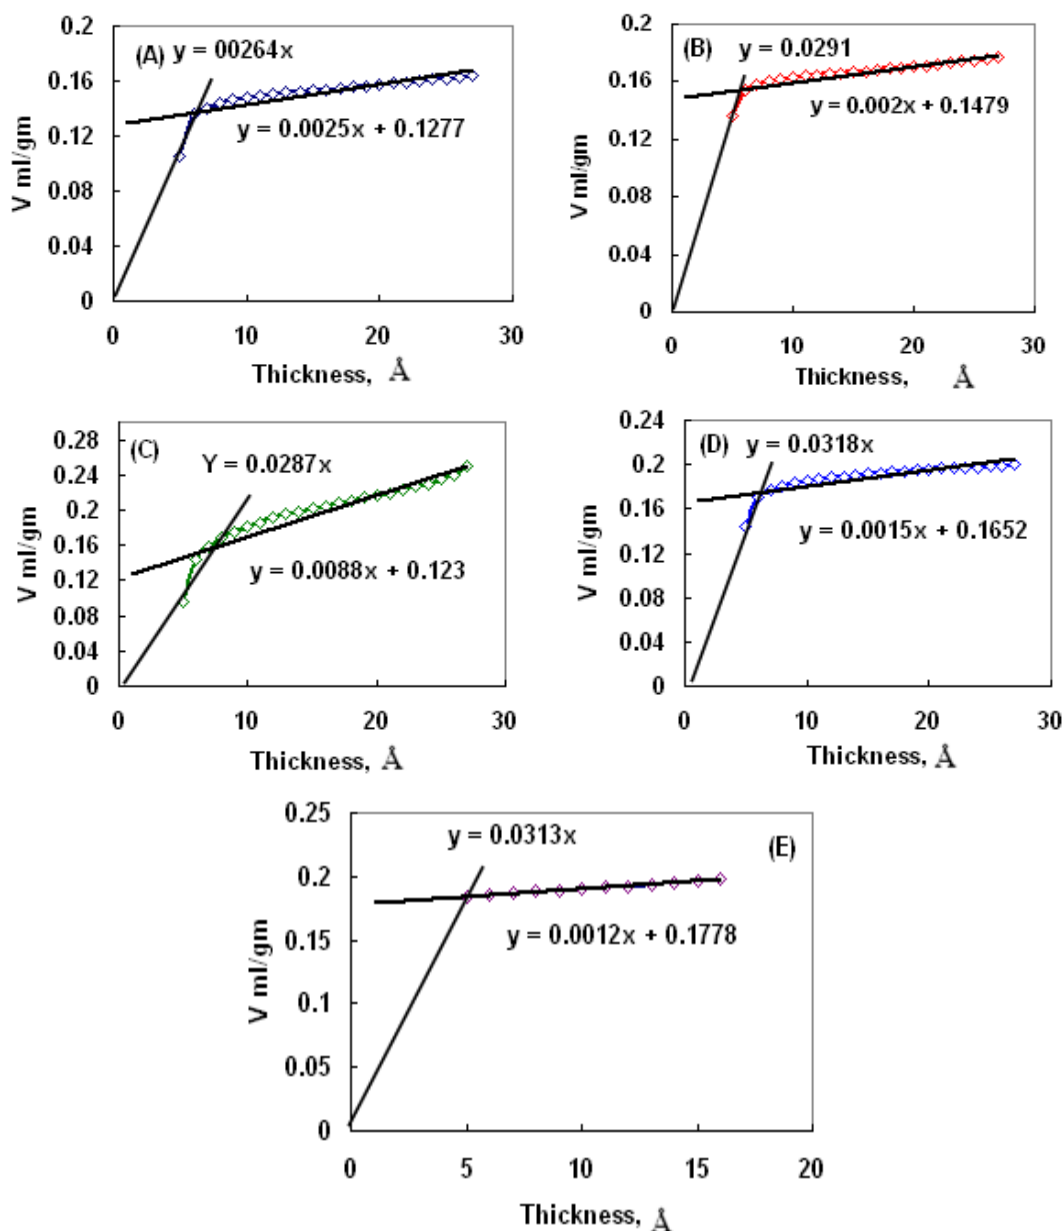 (A) y = 00264x
0.2
0.16
0.12
0.08
0.04
0
y = 0.0025x + 0.1277
V ml/gm
0 10 20 30
Thickness, Å
(B) y = 0.0291
0.2
0.16
0.12
0.08
0.04
0
y = 0.002x + 0.1479
V ml/gm
0 10 20 30
Thickness, Å
(C)
Y = 0.0287x
0.28
0.24
0.2
0.16
0.12
0.08
0.04
0
y = 0.0088x + 0.123
V ml/gm
0 10 20 30
Thickness, Å
(D) y = 0.0318x
0.24
0.2
0.16
0.12
0.08
0.04
0
y = 0.0015x + 0.1652
V ml/gm
0 10 20 30
Thickness, Å
y = 0.0313x (E)
0.25
0.2
0.15
0.1
0.05
0
y = 0.0012x + 0.1778
V ml/gm
0 5 10 15 20
Thickness, Å